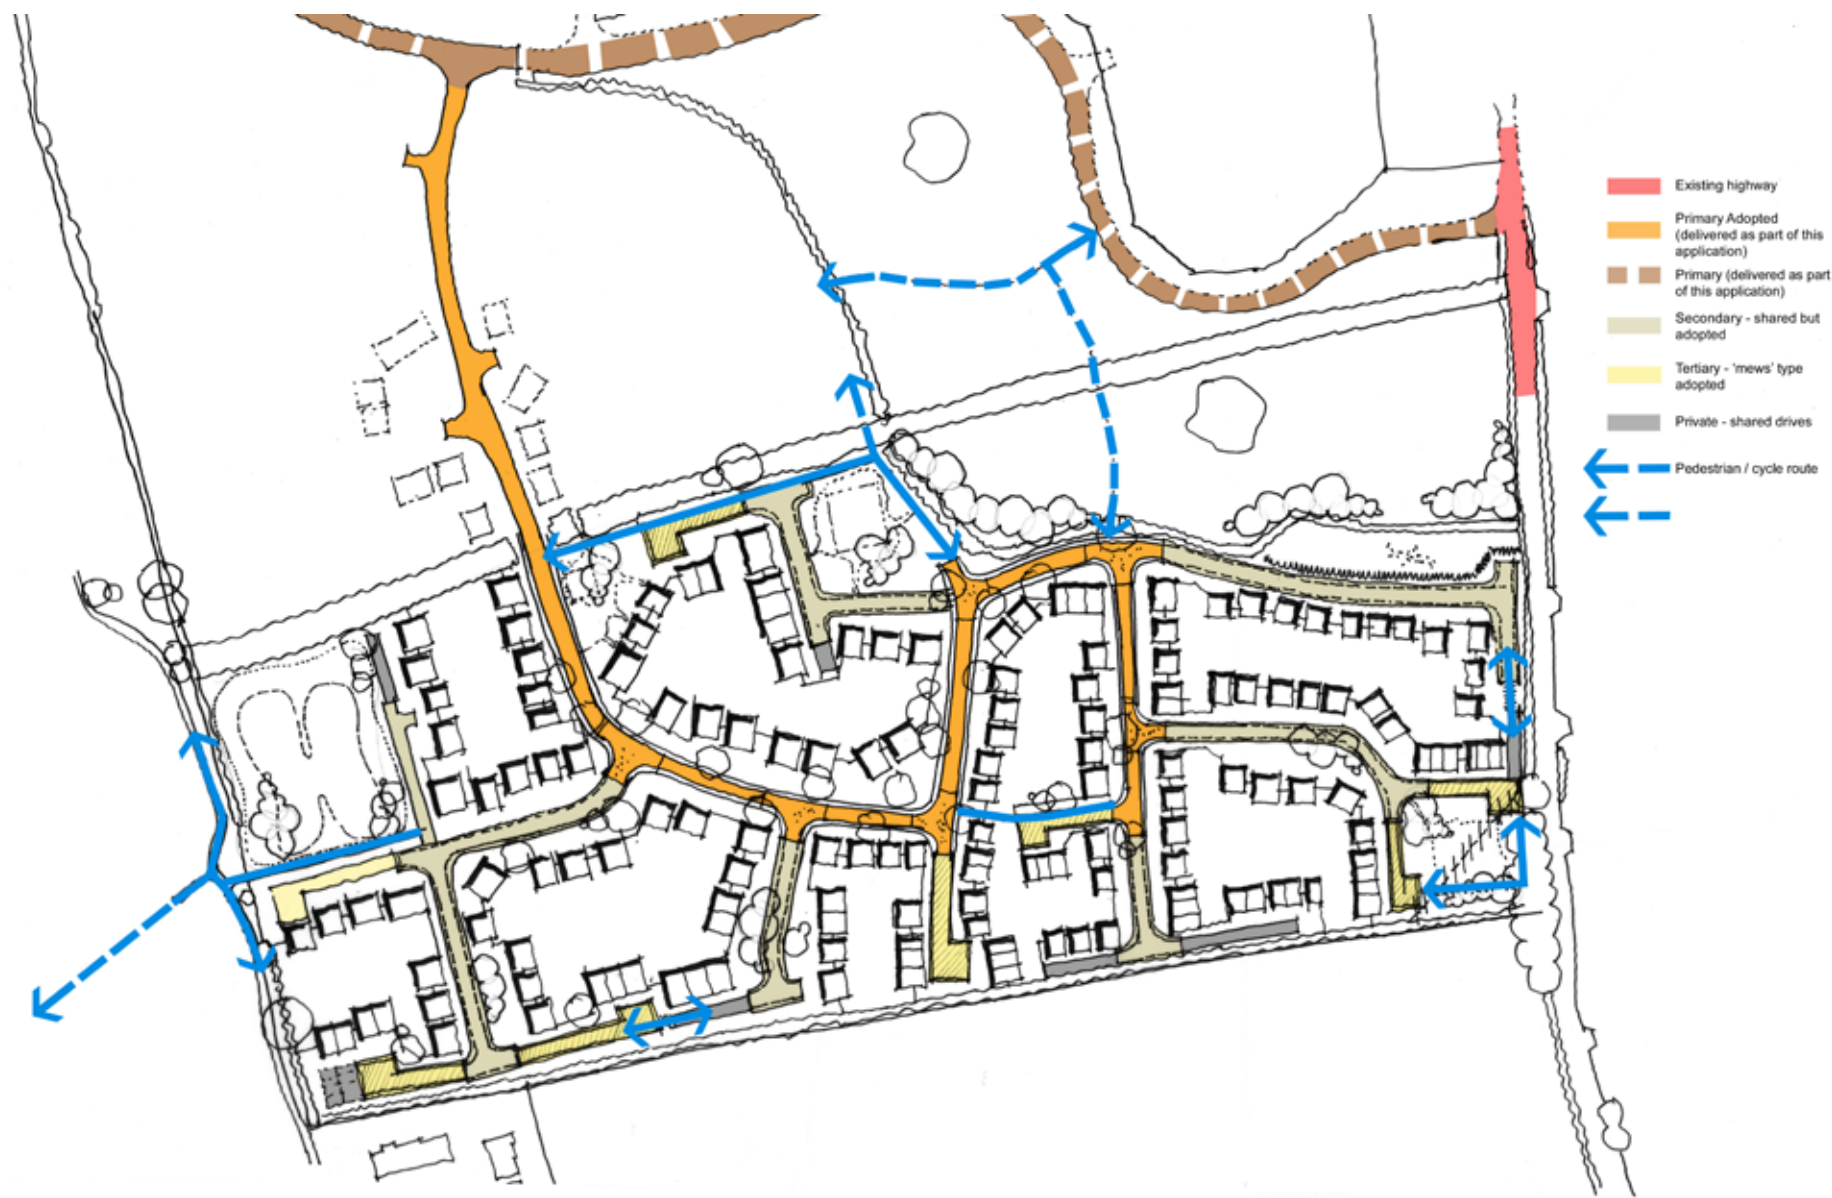 Existing highway
Primary Adopted
(delivered as part of this
application)
Primary (delivered as part
of this application)
Secondary - shared but
adopted
Tertiary - ‘mews’ type
adopted
Private - shared drives
Pedestrian / cycle route